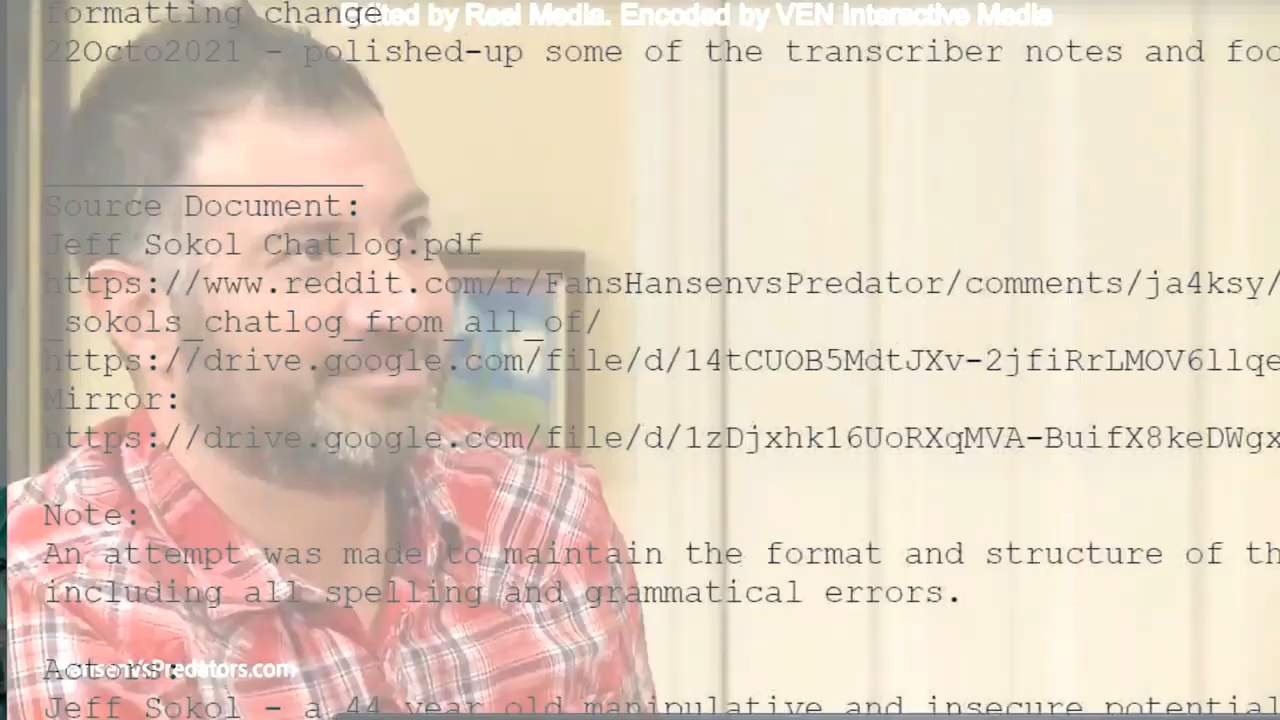 formatting change
Edited by Reel Media. Encoded by VEN Interactive Media
22Octo2021 - polished-up some of the transcriber notes and foo
Source Document:
Jeff Sokol Chatlog.pdf
https://www.reddit.com/r/FansHansenvsPredator/comments/ja4ksy/
_sokols_chatlog_from_all_of/
https://drive.google.com/file/d/14tCUOB5MdtJXv-2jfiRrLMOV6llqe
Mirror:
https://drive.google.com/file/d/1zDjxhk16UoRXqMVA-BuifX8keDWgx
Note:
An attempt was made to maintain the format and structure of th
including all spelling and grammatical errors.
Actors:
HansenVsPredators.com
Jeff Sokol - a 44 year old manipulative and insecure potential